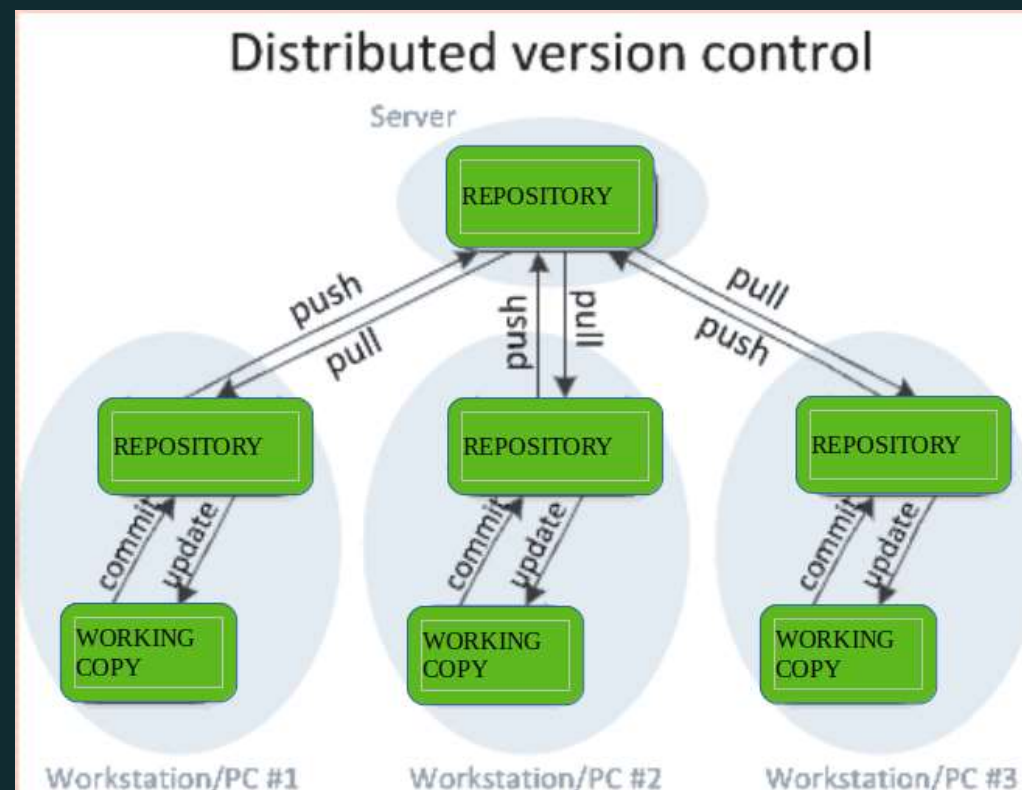 Distributed version control
Server
REPOSITORY
push
pull
push
pull
pull
push
REPOSITORY
REPOSITORY
REPOSITORY
commit
update
commit
update
commit
update
WORKING
COPY
WORKING
COPY
WORKING
COPY
Workstation/PC #1
Workstation/PC #2
Workstation/PC #3